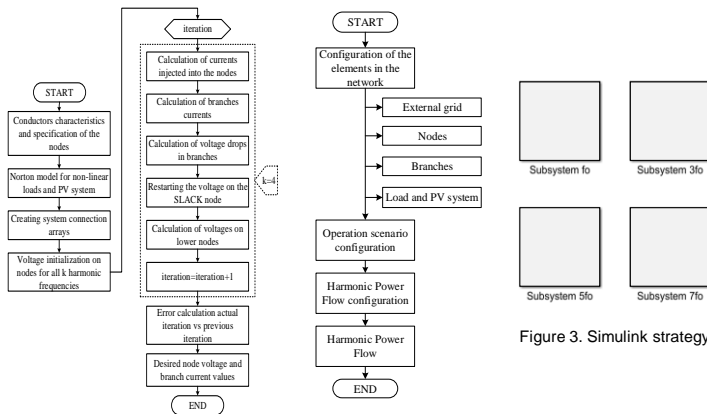 START
Conductors characteristics
and specification of the
nodes
Norton model for non-linear
loads and PV system
Creating system connection
arrays
Voltage initialization on
nodes for all k harmonic
frequencies
iteration
Calculation of currents
injected into the nodes
Calculation of branches
currents
Calculation of voltage drops
in branches
Restarting the voltage on the
SLACK node
Calculation of voltages on
lower nodes
iteration=iteration+1
k=4
Error calculation actual
iteration vs previous
iteration
Desired node voltage and
branch current values
END
START
Configuration of the
elements in the
network
External grid
Nodes
Branches
Load and PV system
Operation scenario
configuration
Harmonic Power
Flow configuration
Harmonic Power
Flow
END
Subsystem fo
Subsystem 3fo
Subsystem 5fo
Subsystem 7fo
Figure 3. Simulink strategy